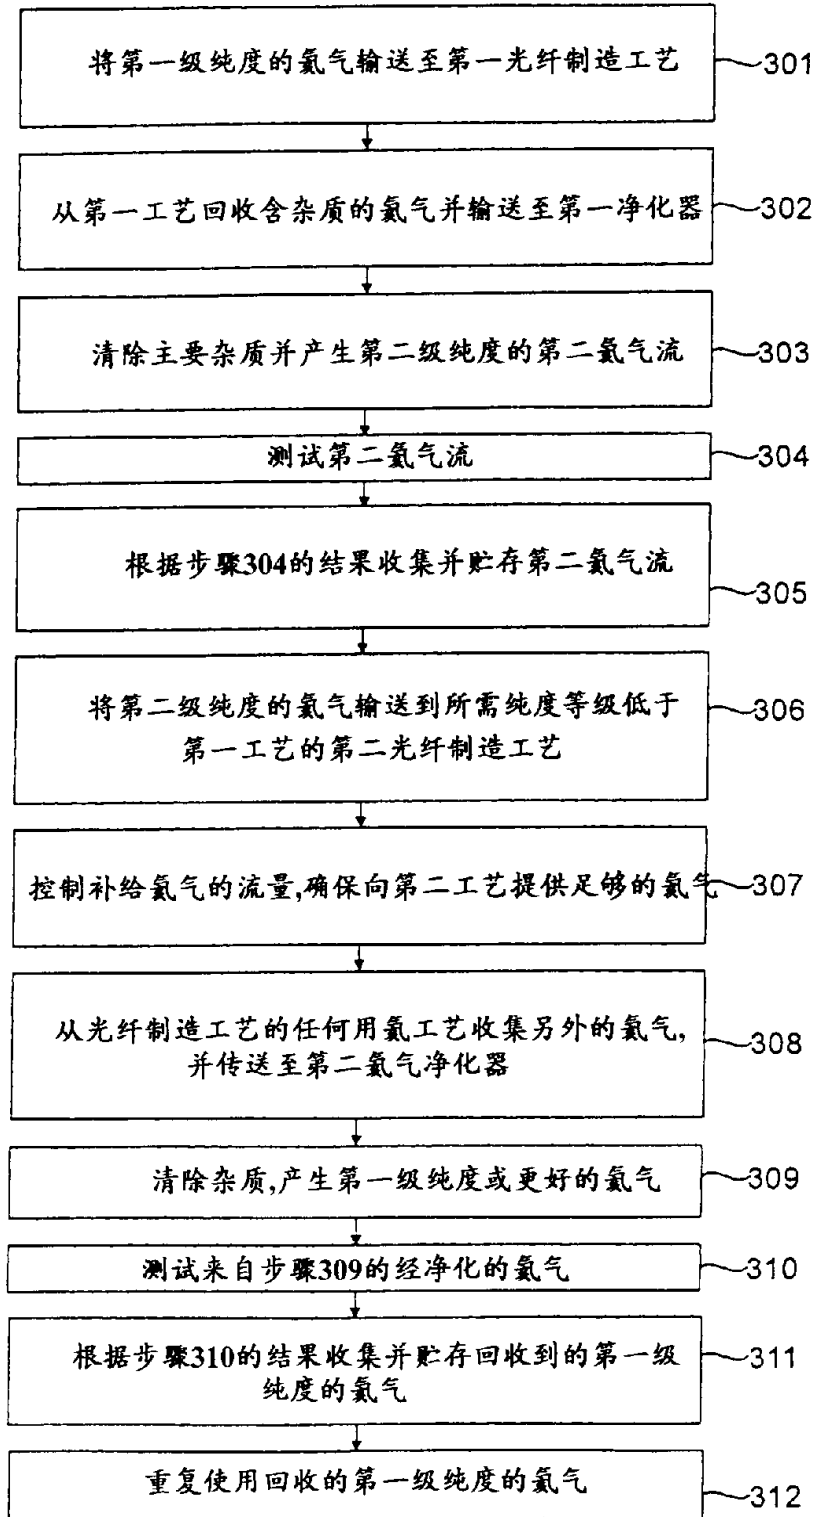 将第一级纯度的氦气输送至第一光纤制造工艺 301
从第一工艺回收含杂质的氦气并输送至第一净化器 302
清除主要杂质并产生第二级纯度的第二氦气流 303
测试第二氦气流 304
根据步骤304的结果收集并贮存第二氦气流
305
将第二级纯度的氦气输送到所需纯度等级低于 306
第一工艺的第二光纤制造工艺
控制补给氦气的流量,确保向第二工艺提供足够的氦气 307
从光纤制造工艺的任何用氦工艺收集另外的氦气, 308
并传送至第二氦气净化器
清除杂质,产生第一级纯度或更好的氦气 309
测试来自步骤309的经净化的氦气 310
根据步骤310的结果收集并贮存回收到的第一级 311
纯度的氦气
重复使用回收的第一级纯度的氦气
312